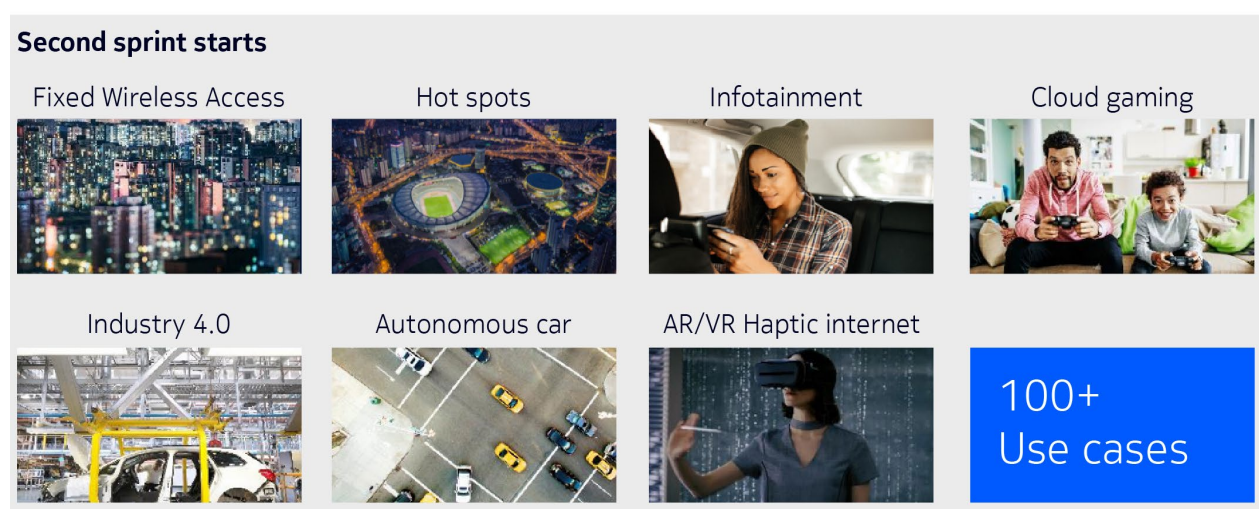 Second sprint starts
Fixed Wireless Access
Hot spots
Infotainment
Cloud gaming
Industry 4.0
Autonomous car
AR/VR Haptic internet
100+
Use cases